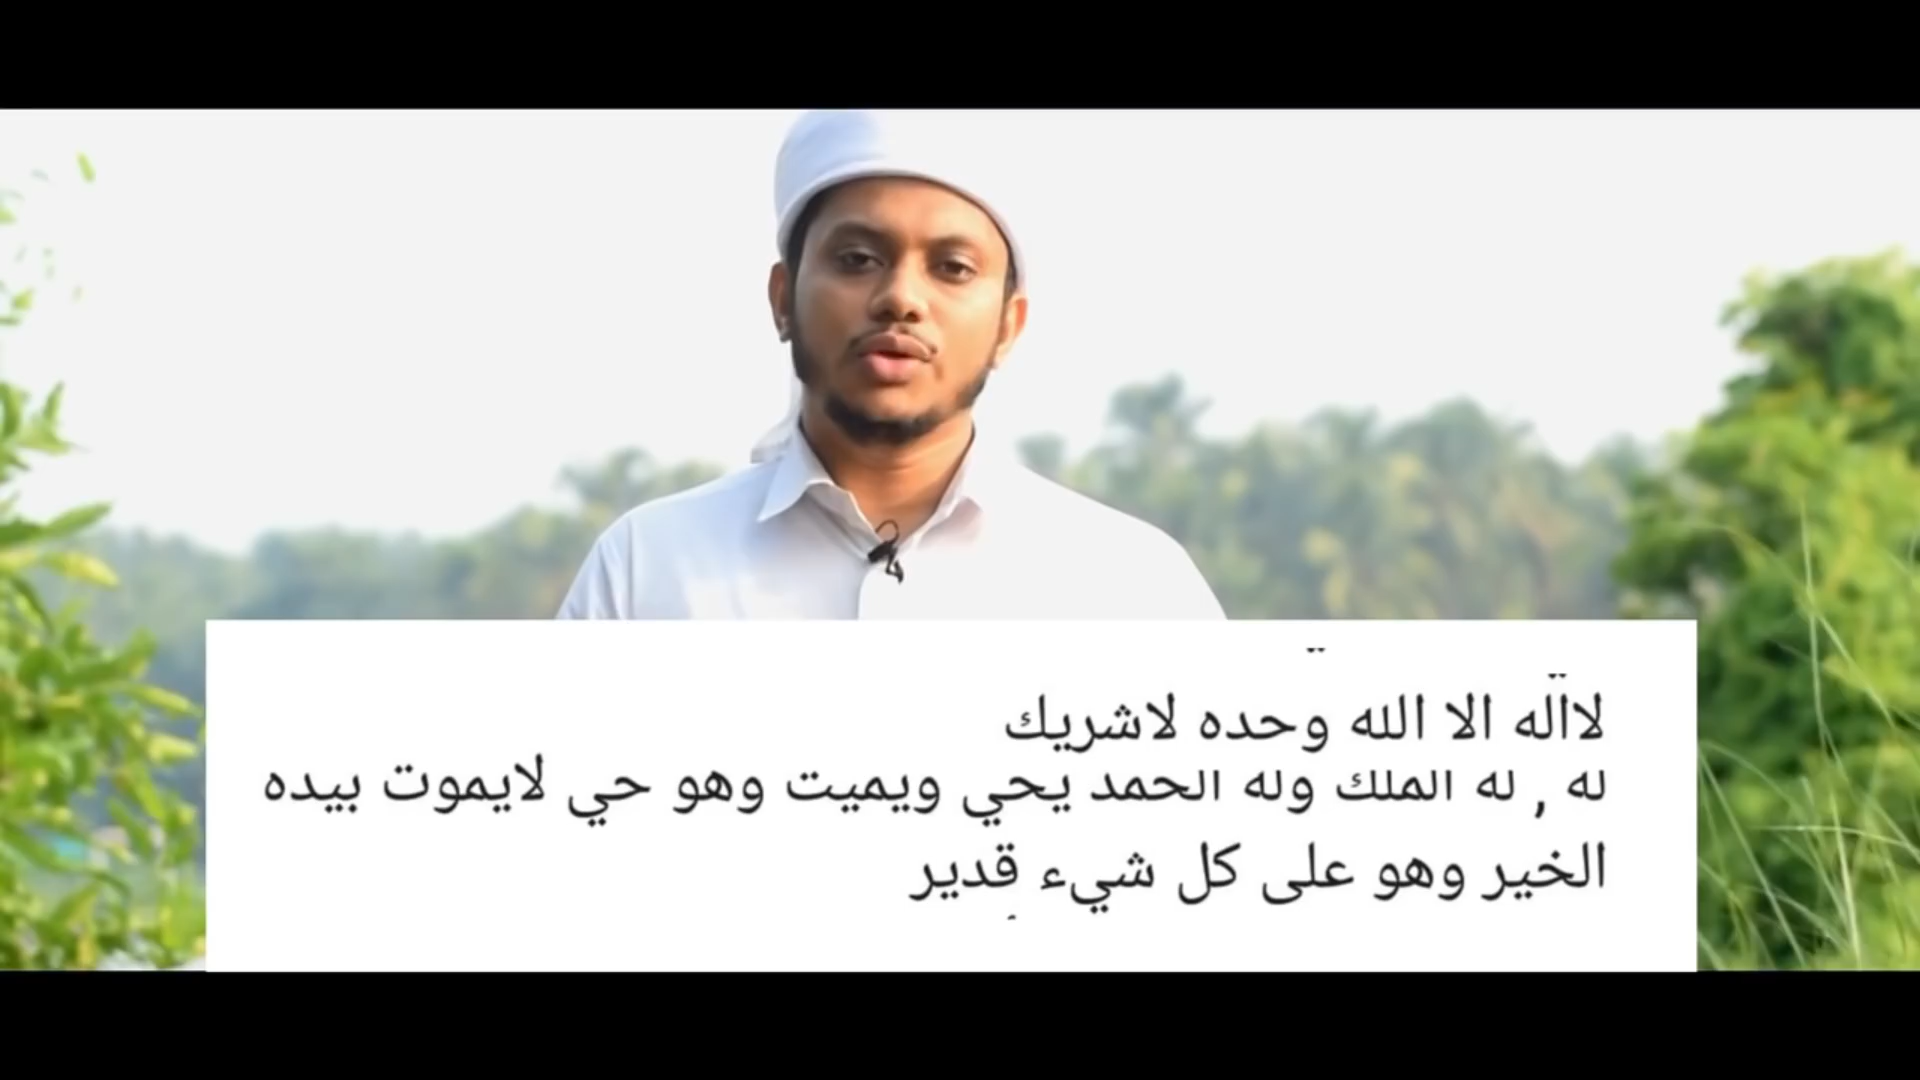 لااله الا الله وحده لاشريك
له , له الملك وله الحمد يحي ويميت وهو حي لايموت بيده
الخير وهو على كل شيء قدير